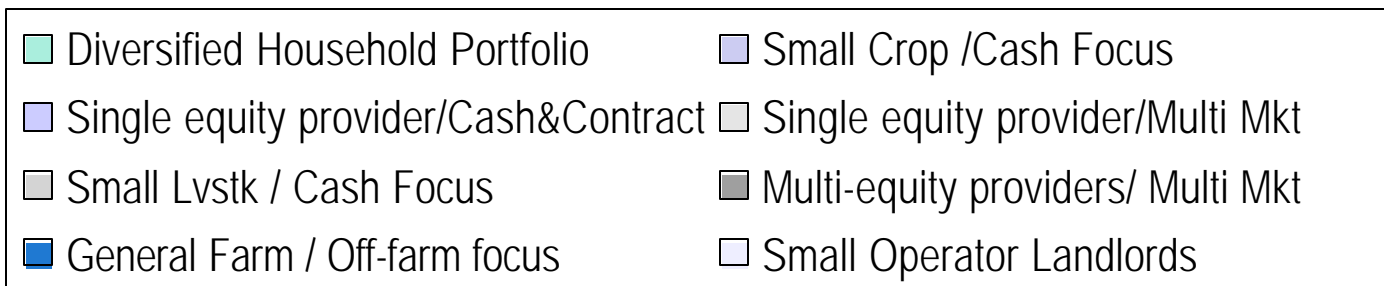 Diversified Household Portfolio Small Crop /Cash Focus
Single equity provider/Cash&Contract Single equity provider/Multi Mkt
Small Lvstk / Cash Focus Multi-equity providers/ Multi Mkt
General Farm / Off-farm focus Small Operator Landlords